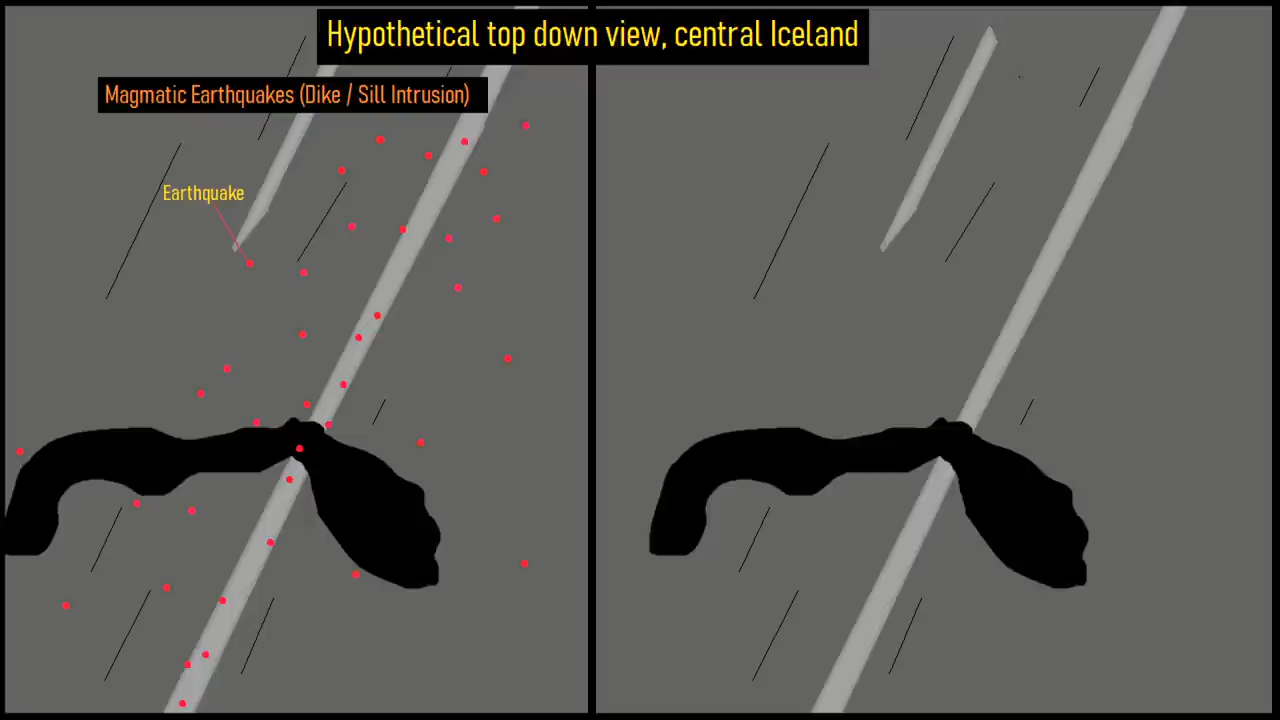 Hypothetical top down view, central Iceland
Magmatic Earthquakes (Dike / Sill Intrusion)
Earthquake